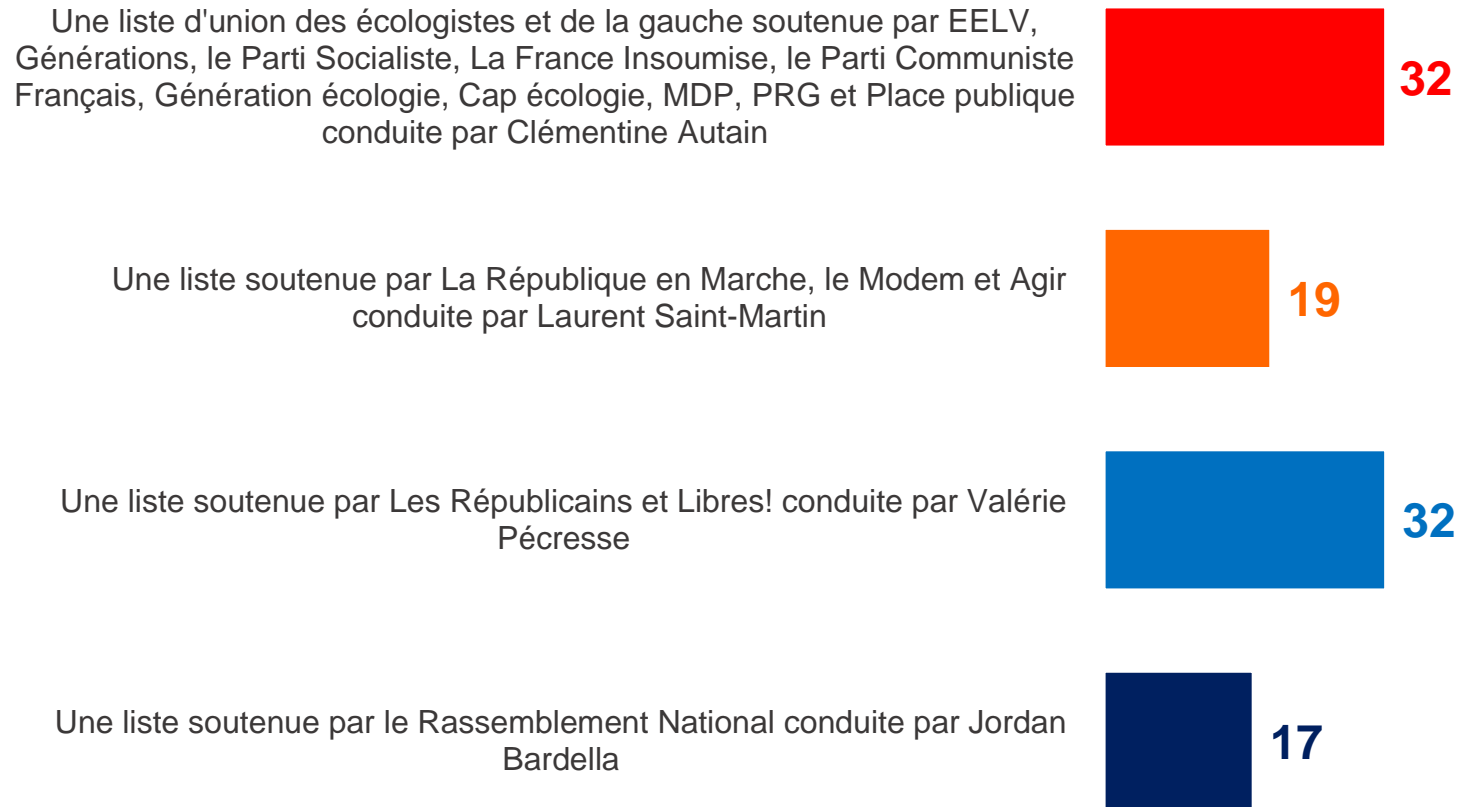 Une liste d'union des écologistes et de la gauche soutenue par EELV,
Générations, le Parti Socialiste, La France Insoumise, le Parti Communiste
Français, Génération écologie, Cap écologie, MDP, PRG et Place publique
conduite par Clémentine Autain
32
Une liste soutenue par La République en Marche, le Modem et Agir
conduite par Laurent Saint-Martin
19
Une liste soutenue par Les Républicains et Libres! conduite par Valérie
Pécresse
32
Une liste soutenue par le Rassemblement National conduite par Jordan
Bardella
17